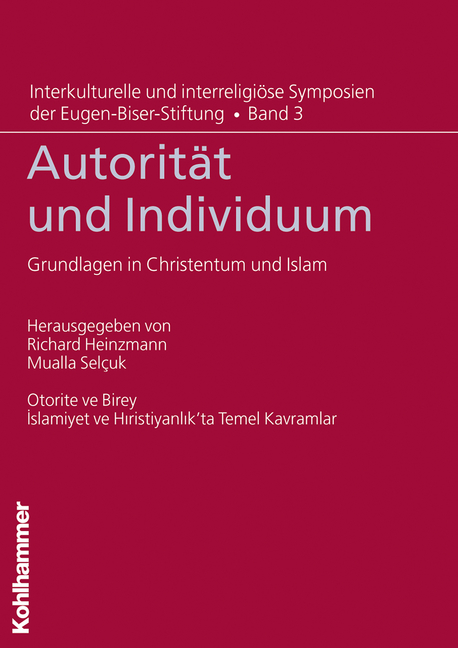 Interkulturelle und interreligiöse Symposien
der Eugen-Biser-Stiftung • Band 3
Autorität
und Individuum
Grundlagen in Christentum und Islam
Herausgegeben von
Richard Heinzmann
Mualla Selçuk
Otorite ve Birey
İslamiyet ve Hıristiyanlık'ta Temel Kavramlar
Kohlhammer